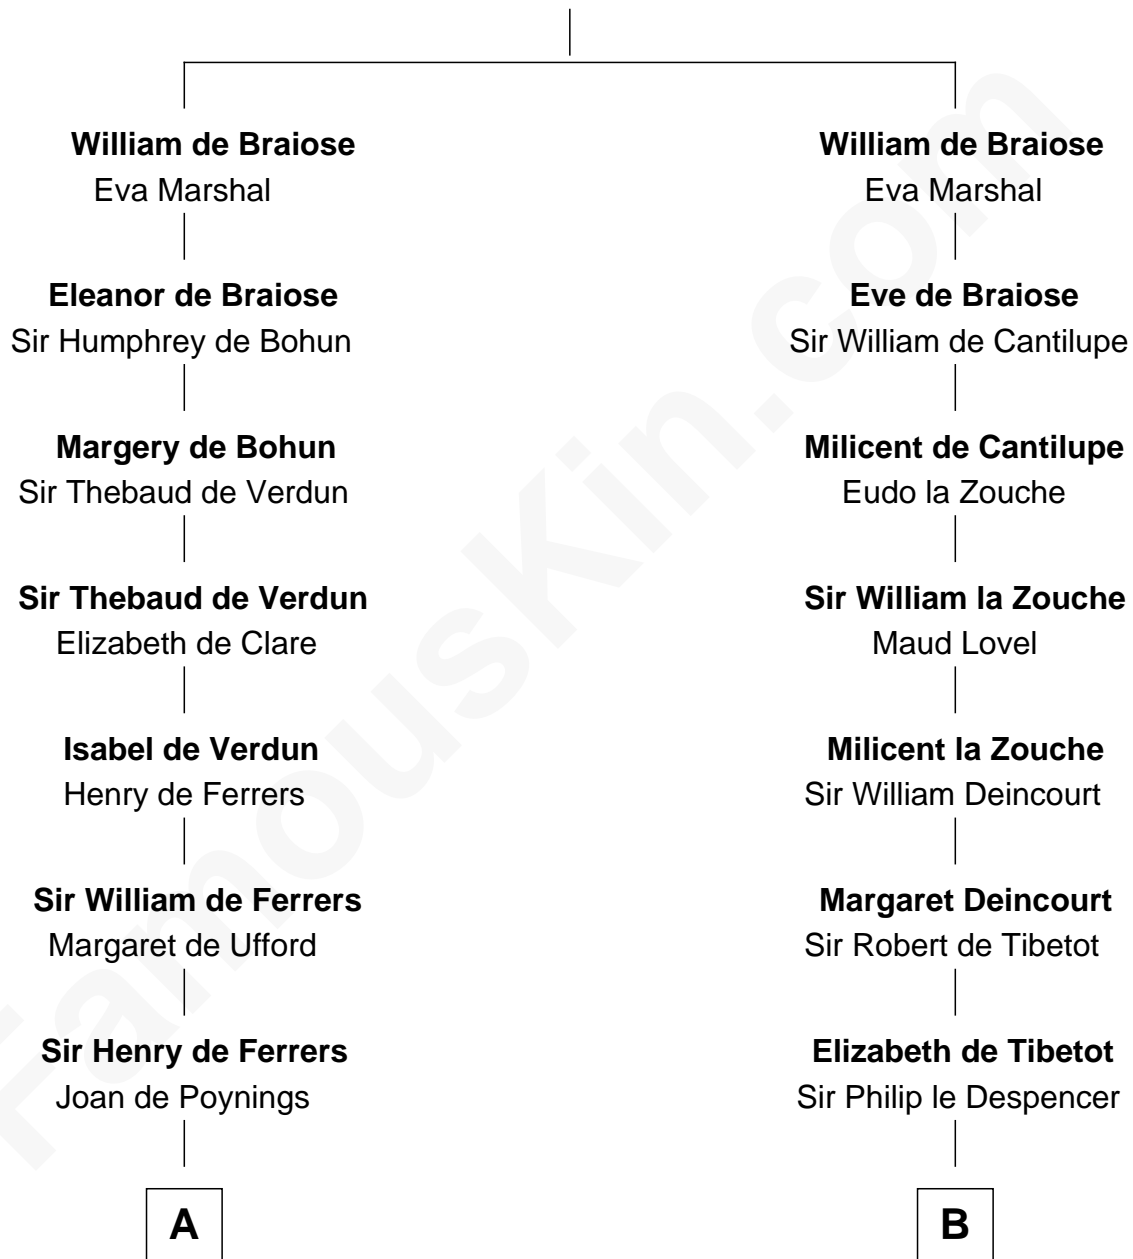 William de Braiose
Eva Marshal
Eleanor de Braiose
Sir Humphrey de Bohun
Margery de Bohun
Sir Thebaud de Verdun
Sir Thebaud de Verdun
Elizabeth de Clare
Isabel de Verdun
Henry de Ferrers
Sir William de Ferrers
Margaret de Ufford
Sir Henry de Ferrers
Joan de Poynings
A
William de Braiose
Eva Marshal
Eve de Braiose
Sir William de Cantilupe
Milicent de Cantilupe
Eudo la Zouche
Sir William la Zouche
Maud Lovel
Milicent la Zouche
Sir William Deincourt
Margaret Deincourt
Sir Robert de Tibetot
Elizabeth de Tibetot
Sir Philip le Despencer
B
FamousKin.com